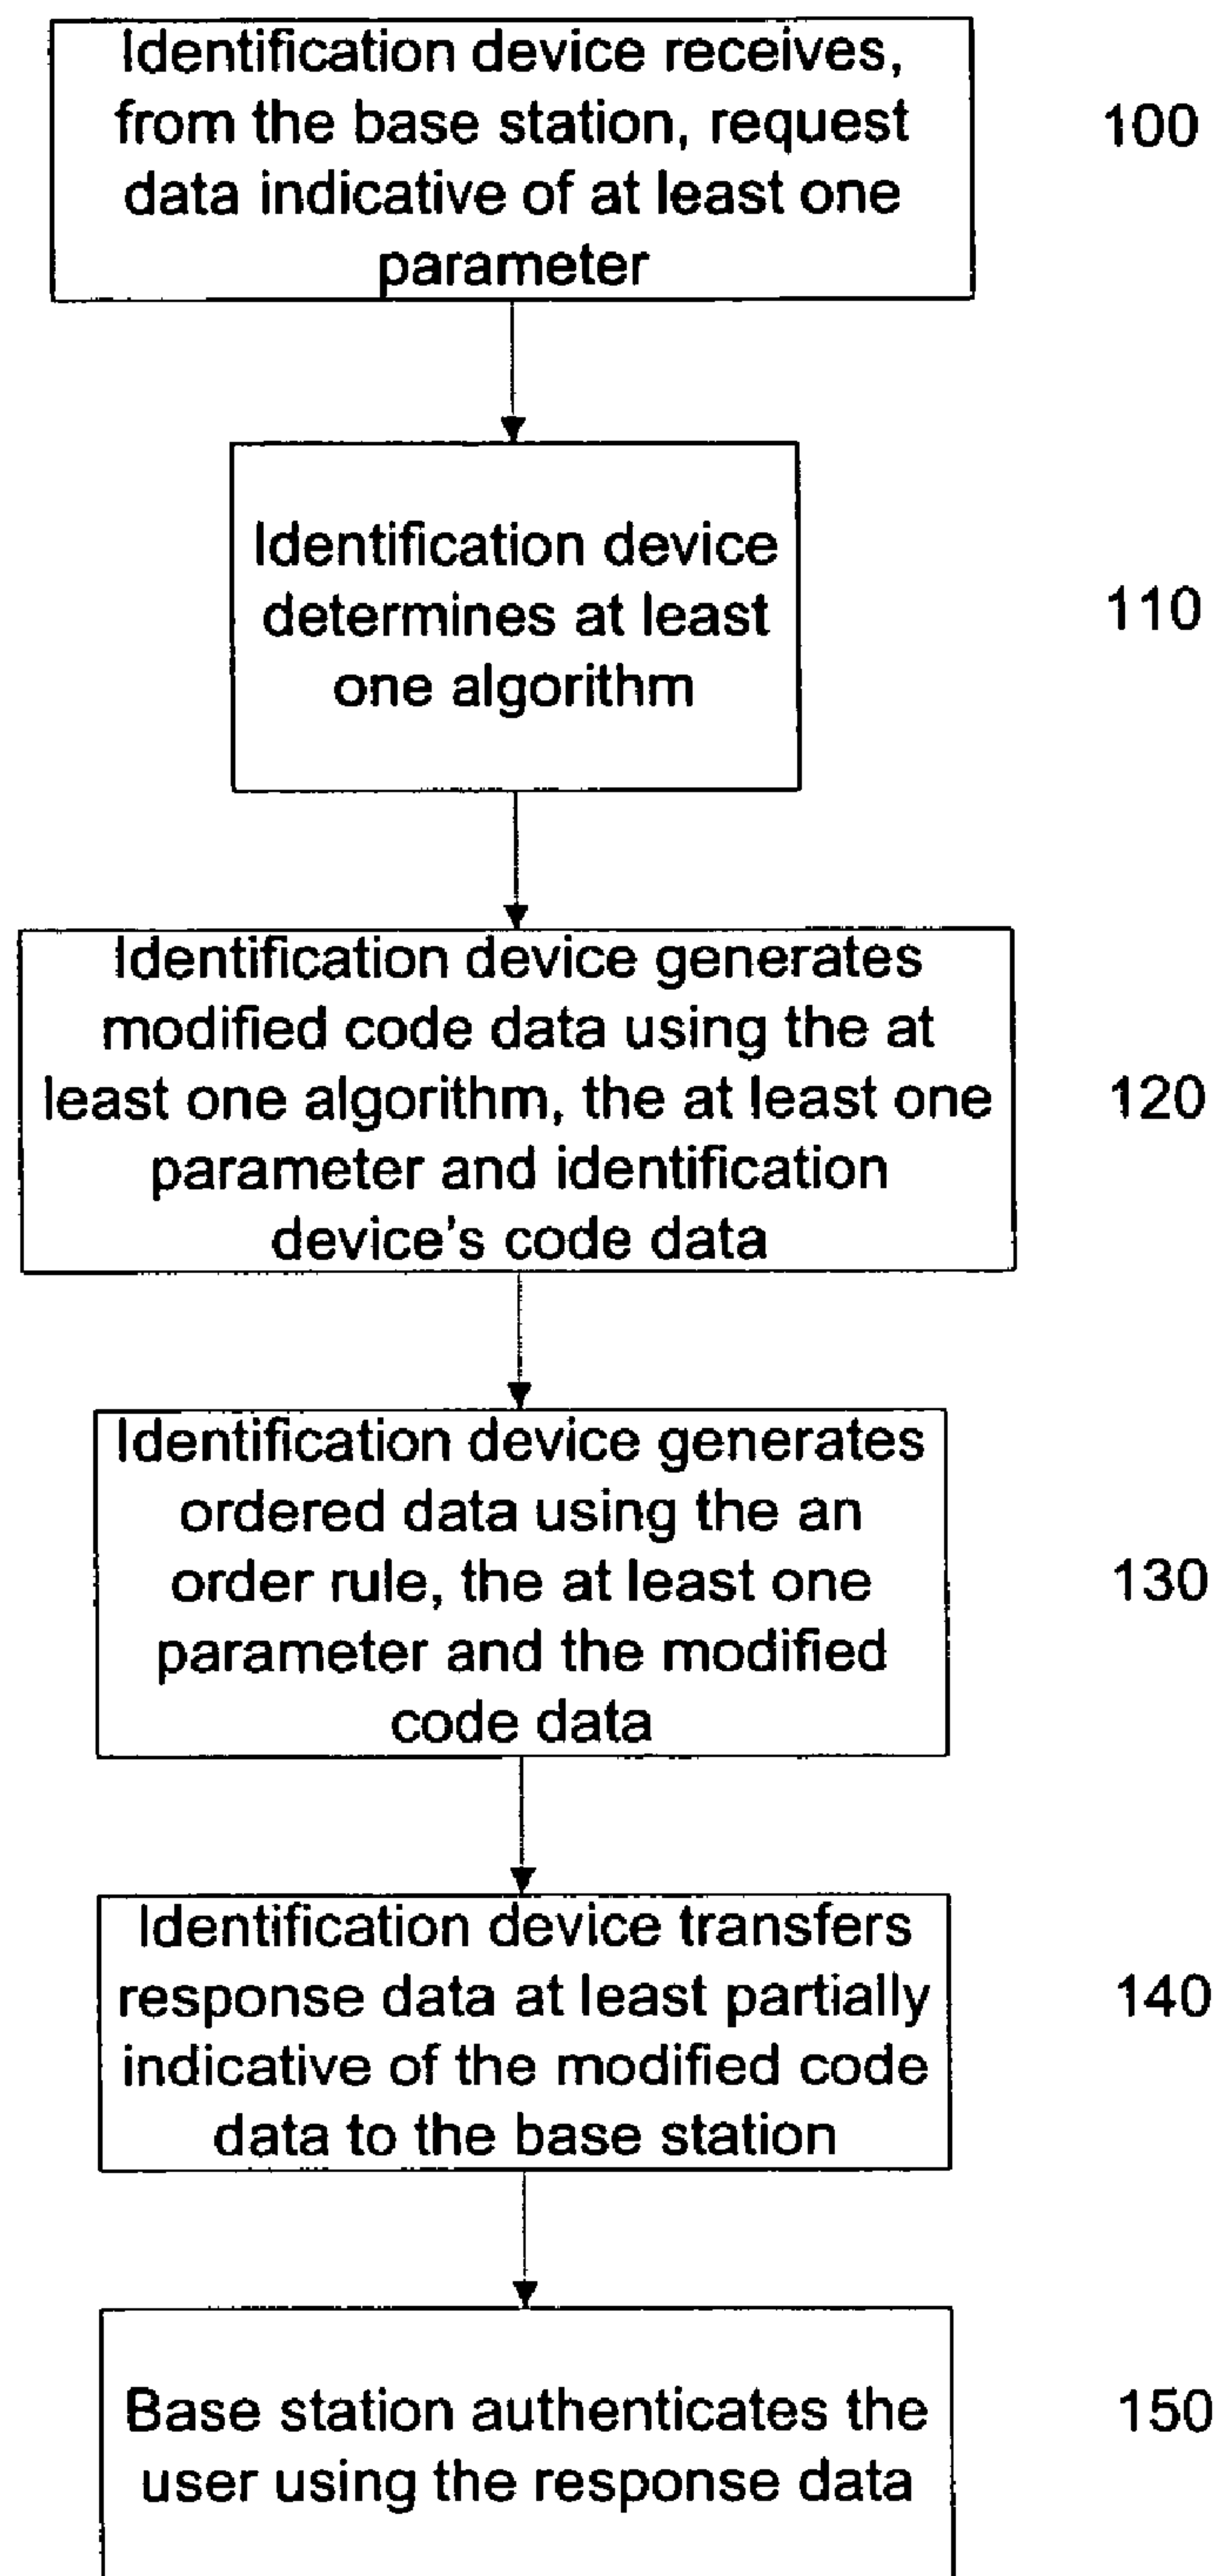 Identification device receives,
from the base station, request
data indicative of at least one
parameter
100
Identification device
determines at least
one algorithm
110
Identification device generates
modified code data using the at
least one algorithm, the at least one
parameter and identification
device's code data
120
Identification device generates
ordered data using the an
order rule, the at least one
parameter and the modified
code data
130
Identification device transfers
response data at least partially
indicative of the modified code
data to the base station
140
Base station authenticates the
user using the response data
150